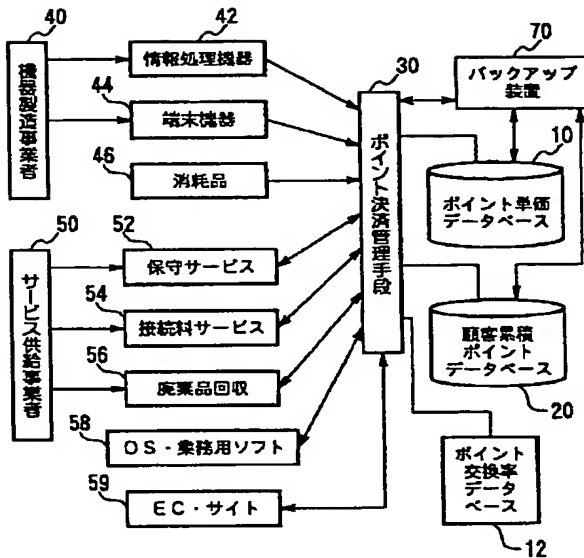 40
機器製造事業者
42
情報処理機器
44
端末機器
46
消耗品
50
サービス供給事業者
52
保守サービス
54
接続料サービス
56
廃棄品回収
58
OS・業務用ソフト
59
EC・サイト
30
ポイント決済管理手段
70
バックアップ
装置
10
ポイント単価
データベース
顧客累積
ポイント
データベース
20
ポイント
交換率
データ
ベース
12